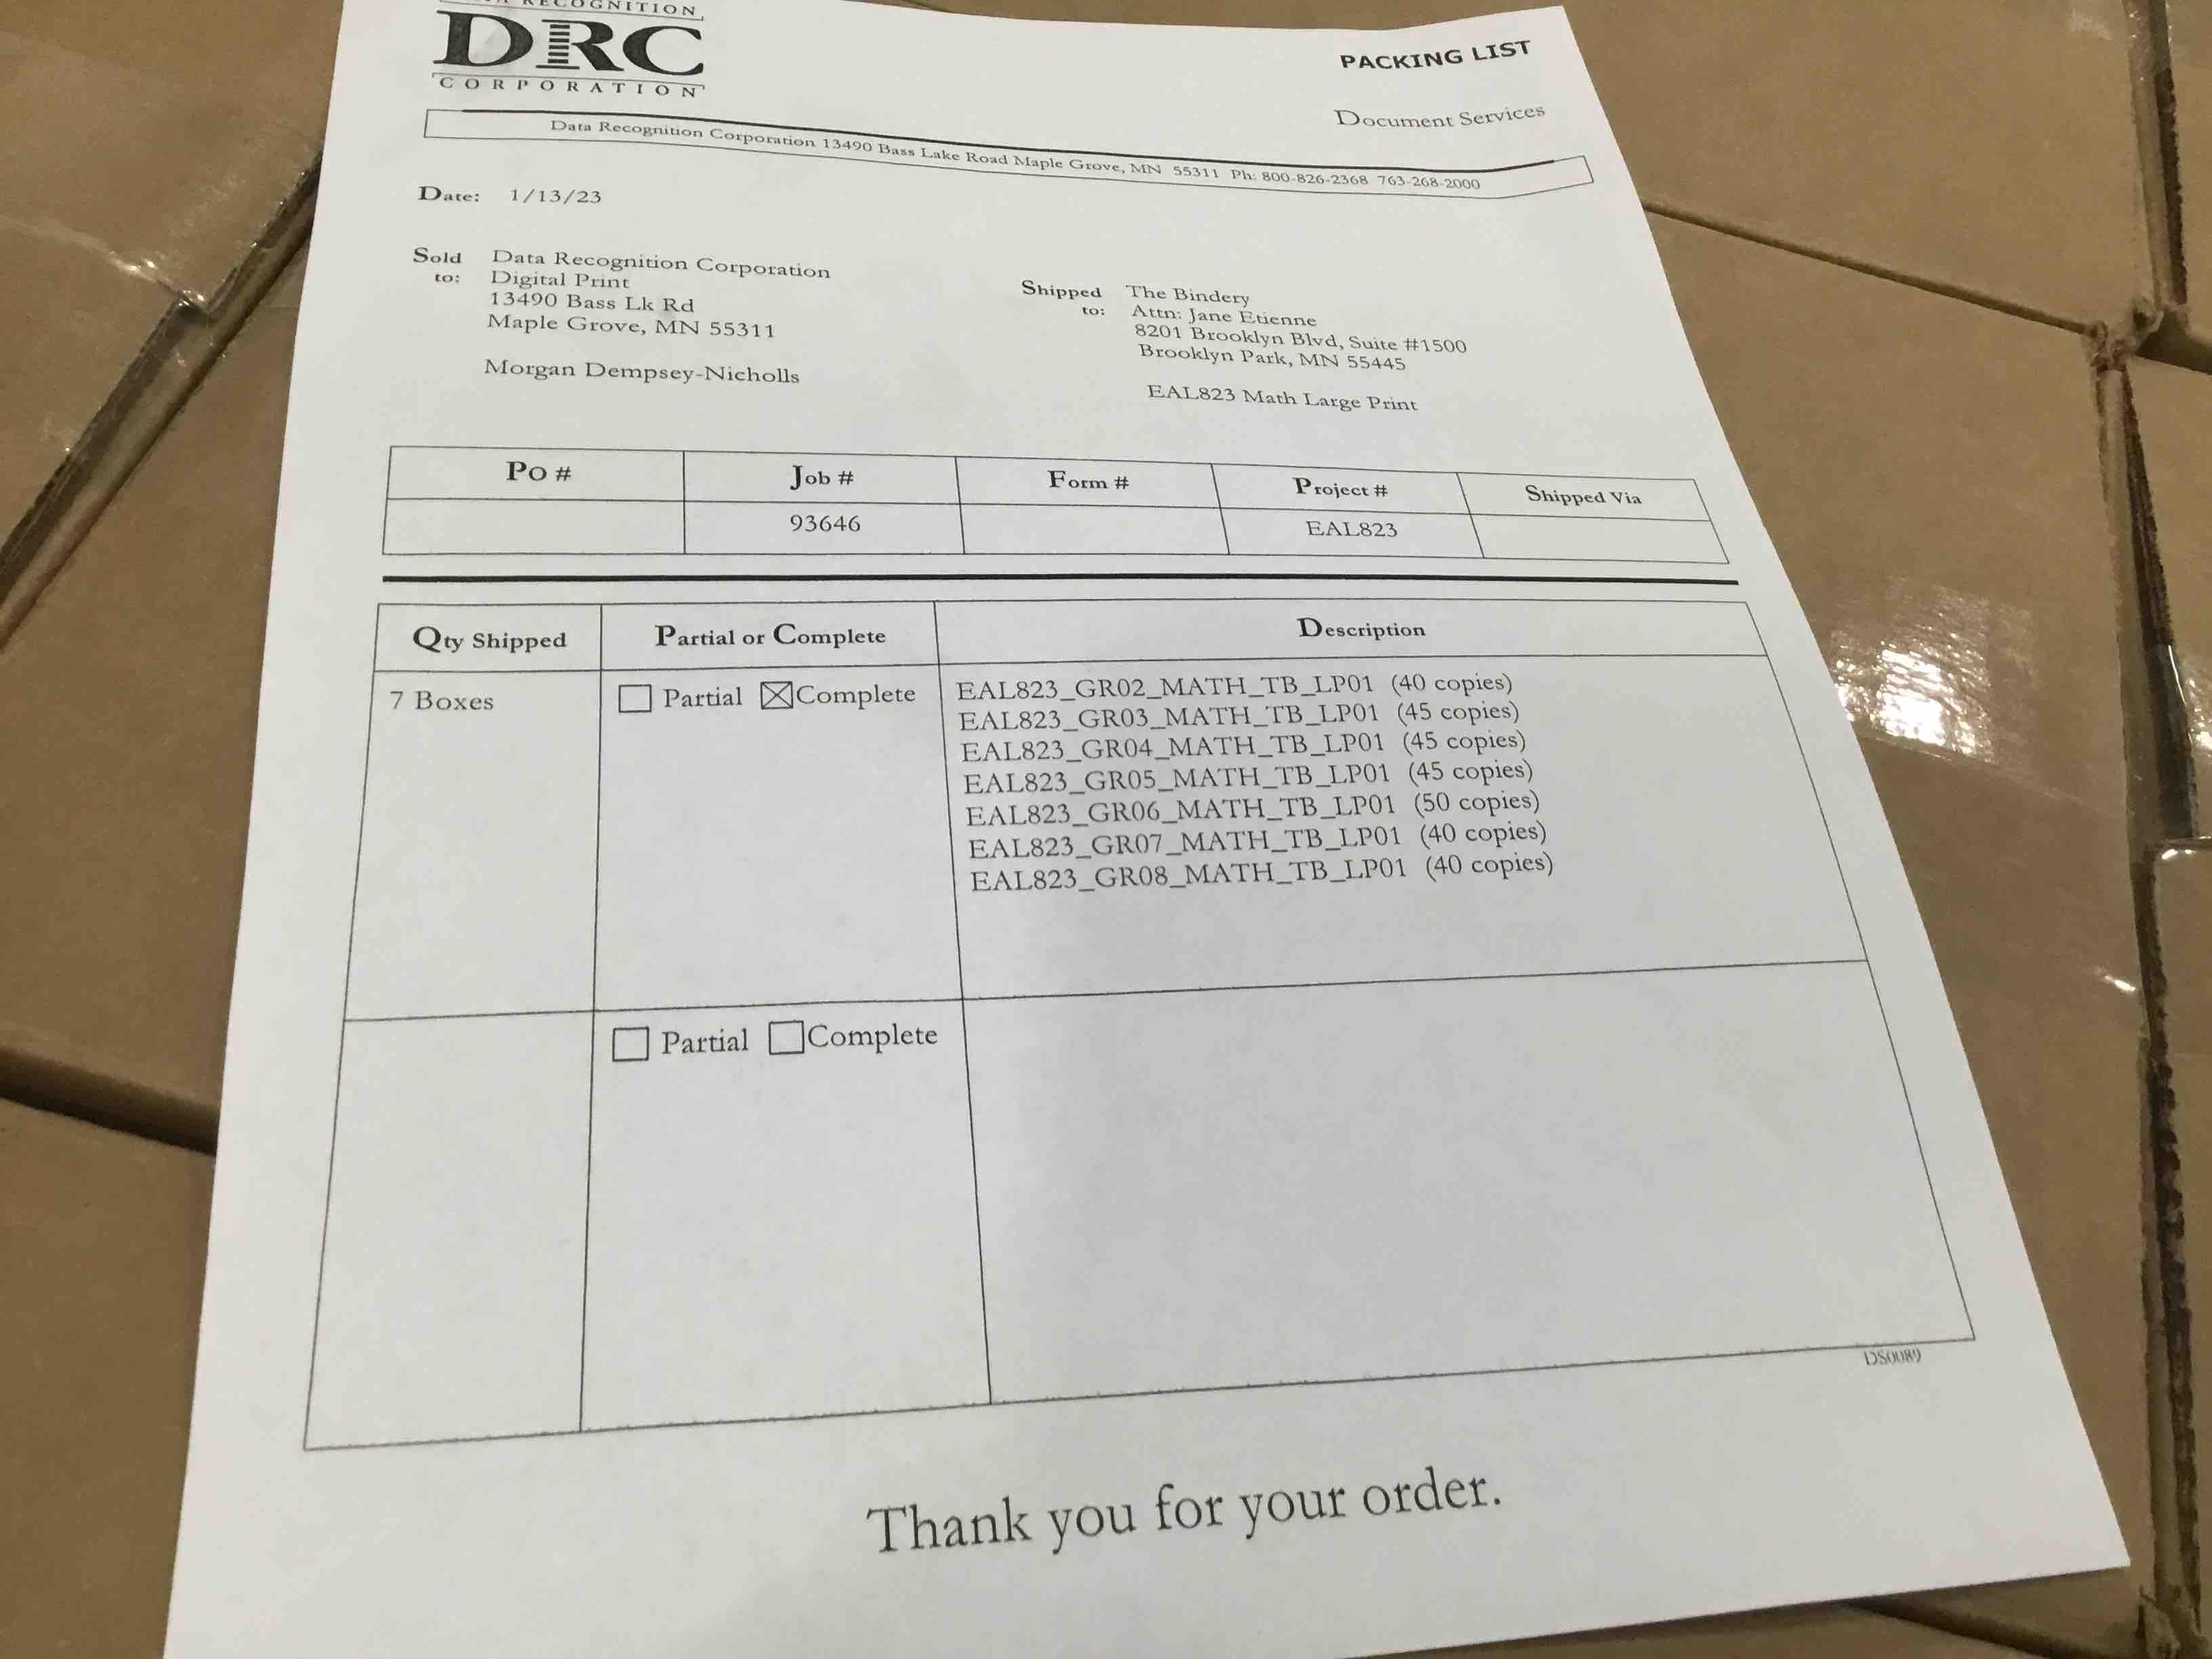 RECOGNITION
DRC
CORPORATION
PACKING LIST
Document Services
Data Recognition Corporation 13490 Bass Lake Road Maple Grove, MN 55311 Ph: 800-826-2368 763-268-2000
Date: 1/13/23
Sold to: Data Recognition Corporation
Digital Print
13490 Bass Lk Rd
Maple Grove, MN 55311
Morgan Dempsey-Nicholls
Shipped to: The Bindery
Attn: Jane Etienne
8201 Brooklyn Blvd, Suite #1500
Brooklyn Park, MN 55445
EAL823 Math Large Print
PO # Job # Form # Project # Shipped Via
93646 EAL823
Qty Shipped Partial or Complete Description
7 Boxes Partial Complete EAL823_GR02_MATH_TB_LP01 (40 copies)
EAL823_GR03_MATH_TB_LP01 (45 copies)
EAL823_GR04_MATH_TB_LP01 (45 copies)
EAL823_GR05_MATH_TB_LP01 (45 copies)
EAL823_GR06_MATH_TB_LP01 (50 copies)
EAL823_GR07_MATH_TB_LP01 (40 copies)
EAL823_GR08_MATH_TB_LP01 (40 copies)
Partial Complete
DS0089
Thank you for your order.